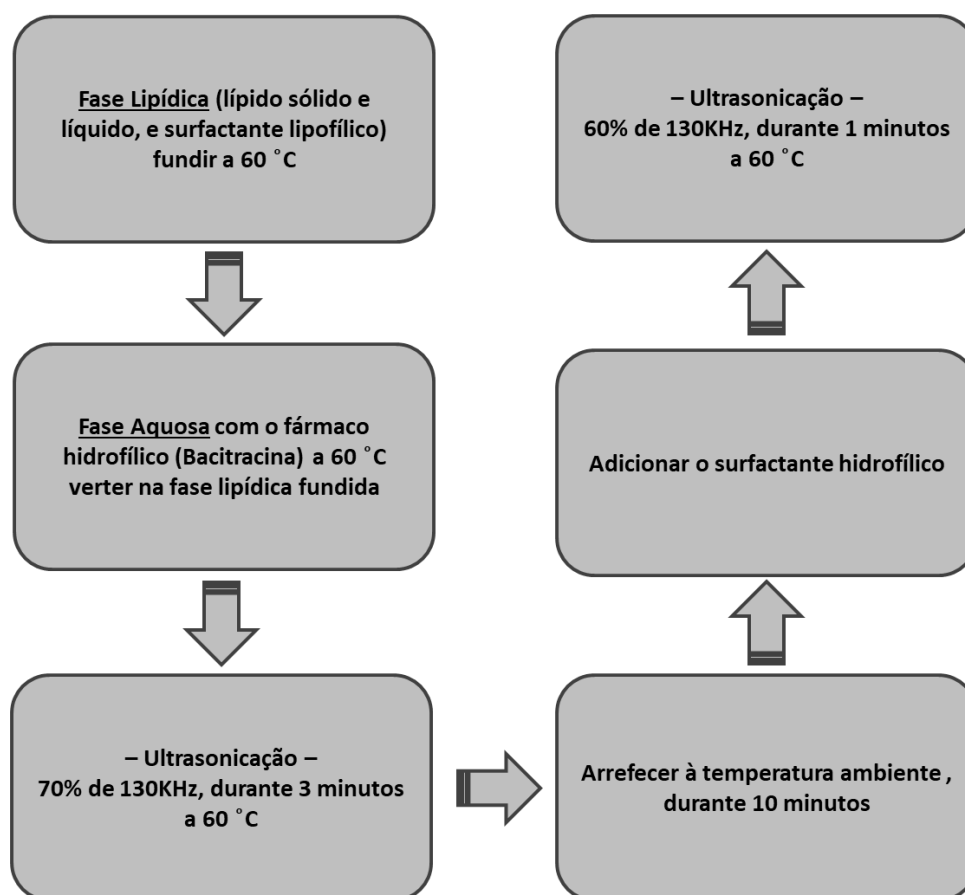 Fase Lipídica (lípido sólido e
líquido, e surfactante lipofílico)
fundir a 60 ˚C
Fase Aquosa com o fármaco
hidrofílico (Bacitracina) a 60 ˚C
verter na fase lipídica fundida
– Ultrasonicação –
70% de 130KHz, durante 3 minutos
a 60 ˚C
Arrefecer à temperatura ambiente ,
durante 10 minutos
Adicionar o surfactante hidrofílico
– Ultrasonicação –
60% de 130KHz, durante 1 minutos
a 60 ˚C